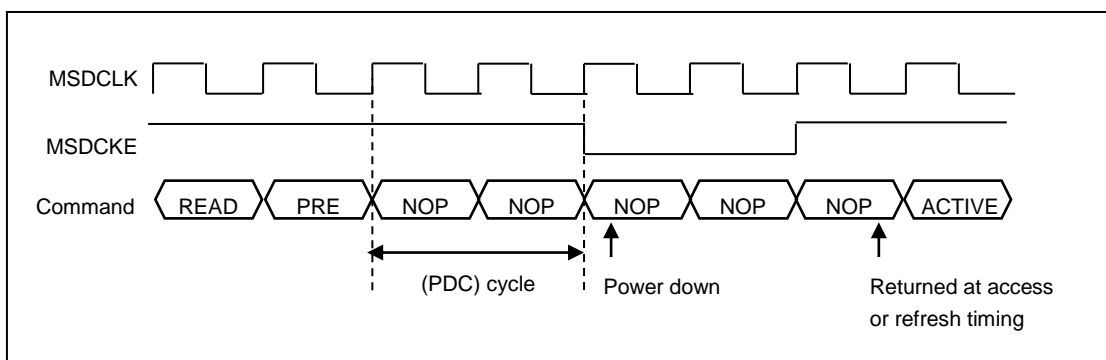 MSDCLK
MSDCKE
Command READ PRE NOP NOP NOP NOP NOP ACTIVE
(PDC) cycle Power down Returned at access
or refresh timing